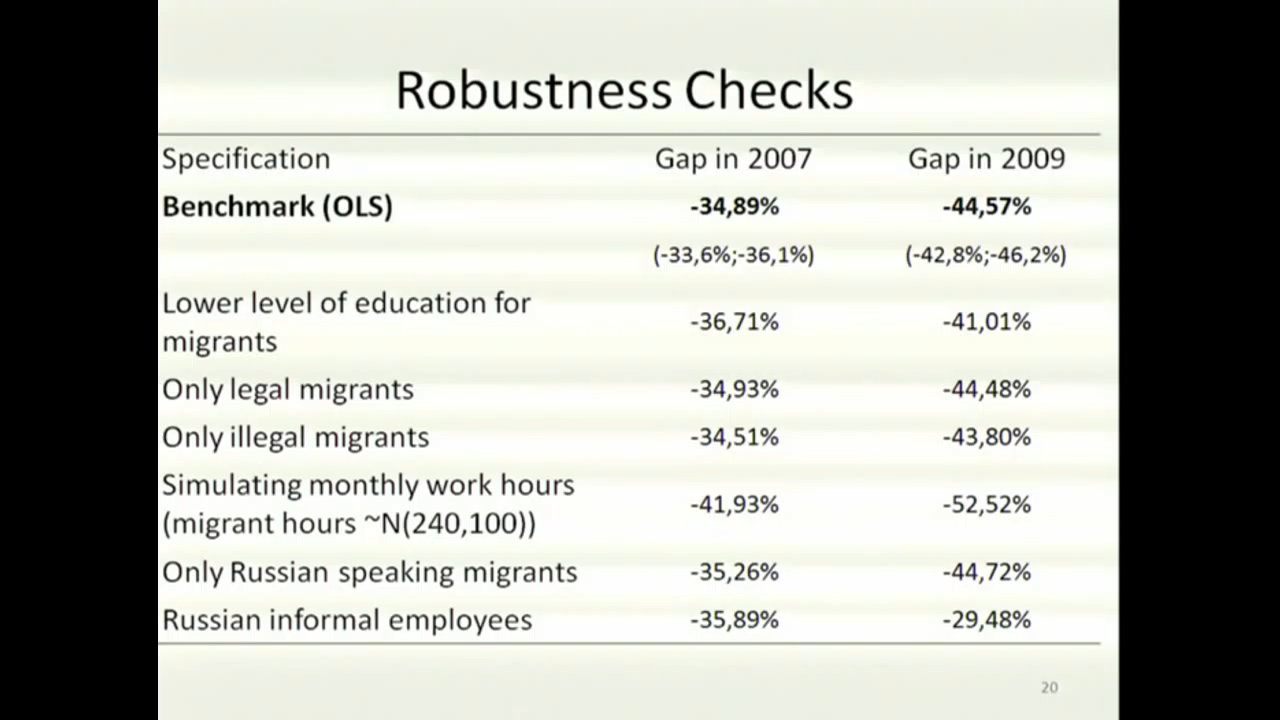 Robustness Checks
Specification Gap in 2007 Gap in 2009
Benchmark (OLS) -34,89% -44,57%
(-33,6%;-36,1%) (-42,8%;-46,2%)
Lower level of education for
migrants -36,71% -41,01%
Only legal migrants -34,93% -44,48%
Only illegal migrants -34,51% -43,80%
Simulating monthly work hours
(migrant hours ~N(240,100)) -41,93% -52,52%
Only Russian speaking migrants -35,26% -44,72%
Russian informal employees -35,89% -29,48%
20